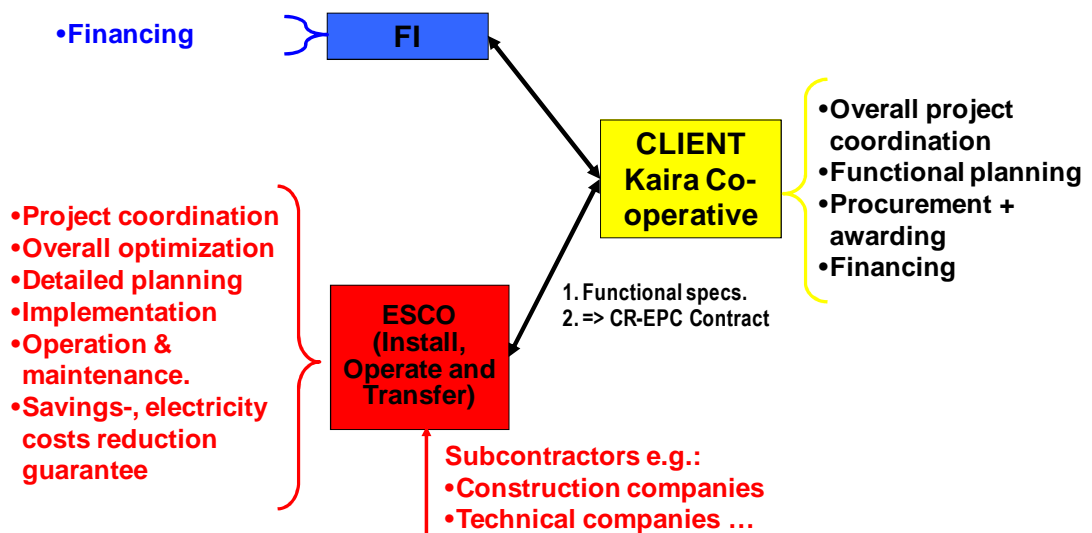 •Financing
FI
CLIENT
Kaira Co-
operative
•Overall project
coordination
•Functional planning
•Procurement +
awarding
•Financing
•Project coordination
•Overall optimization
•Detailed planning
•Implementation
•Operation &
maintenance.
•Savings-, electricity
costs reduction
guarantee
ESCO
(Install,
Operate and
Transfer)
1. Functional specs.
2. => CR-EPC Contract
Subcontractors e.g.:
•Construction companies
•Technical companies …